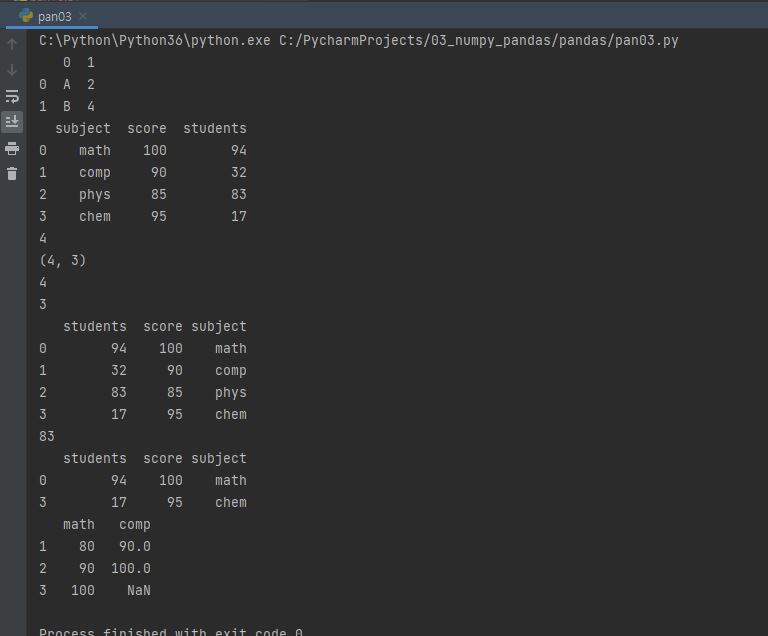 pan03
C:\Python\Python36\python.exe C:/PycharmProjects/03_numpy_pandas/pandas/pan03.py
   0  1
0  A  2
1  B  4
  subject  score  students
0    math    100        94
1    comp     90        32
2    phys     85        83
3    chem     95        17
4
(4, 3)
4
3
   students  score subject
0        94    100    math
1        32     90    comp
2        83     85    phys
3        17     95    chem
83
   students  score subject
0        94    100    math
3        17     95    chem
   math   comp
1    80   90.0
2    90  100.0
3   100    NaN
Process finished with exit code 0